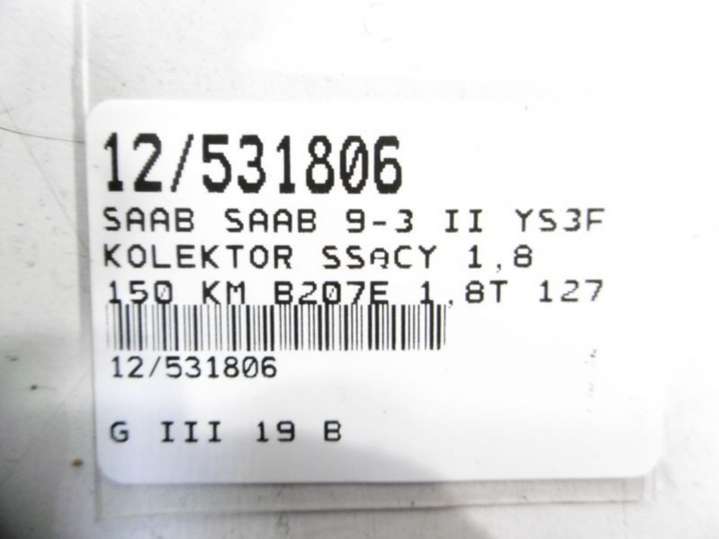 12/531806
SAAB SAAB 9-3 II YS3F
KOLEKTOR SSĄCY 1,8
150 KM B207E 1,8T 127
12/531806
G III 19 B